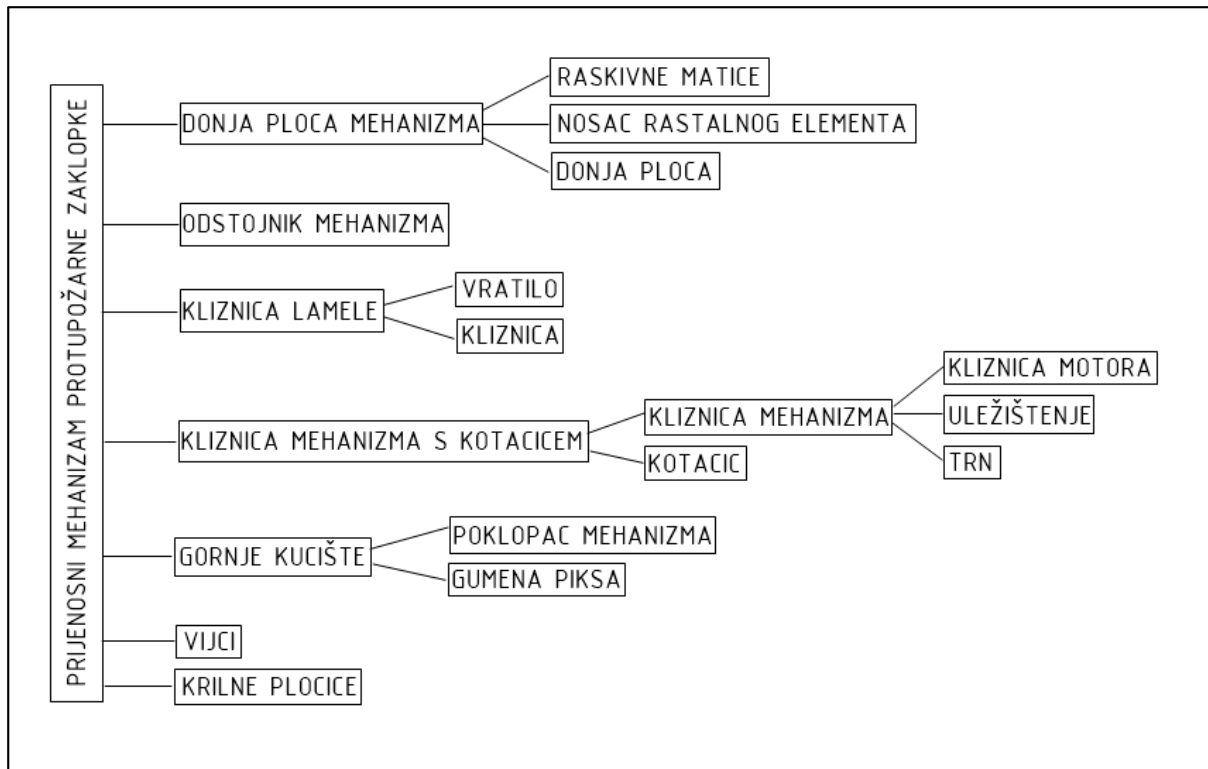 PRIJENOSNI MEHANIZAM PROTUPOŽARNE ZAKLOPKE
DONJA PLOCA MEHANIZMA
RASKIVNE MATICE
NOSAC RASTALNOG ELEMENTA
DONJA PLOCA
ODSTOJNIK MEHANIZMA
KLIZNICA LAMELE
VRATILO
KLIZNICA
KLIZNICA MEHANIZMA S KOTACICEM
KLIZNICA MEHANIZMA
KLIZNICA MOTORA
ULEŽIŠTENJE
TRN
KOTACIC
GORNJE KUCIŠTE
POKLOPAC MEHANIZMA
GUMENA PIKSA
VIJCI
KRILNE PLOCICE